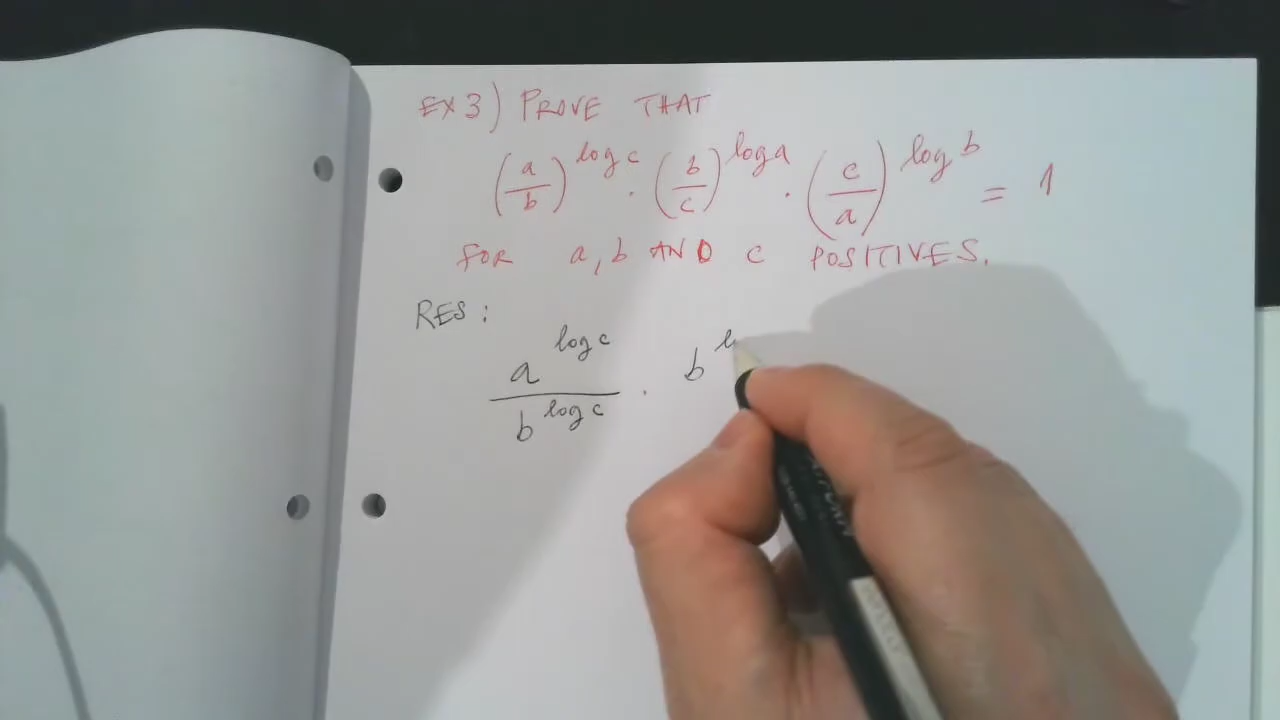 EX 3) PROVE THAT
(a/b)^log c · (b/c)^log a · (c/a)^log b = 1
FOR a, b AND c POSITIVES.
RES:
a^log c / b^log c · b^l